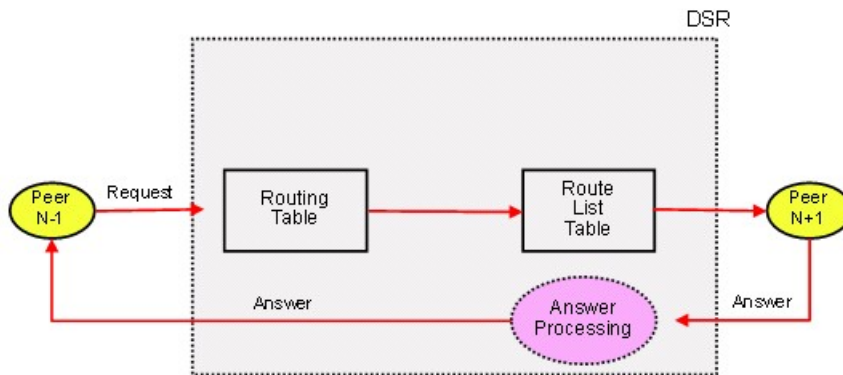 DSR
Peer
N-1
Request
Routing
Table
Route
List
Table
Peer
N+1
Answer
Answer
Processing
Answer